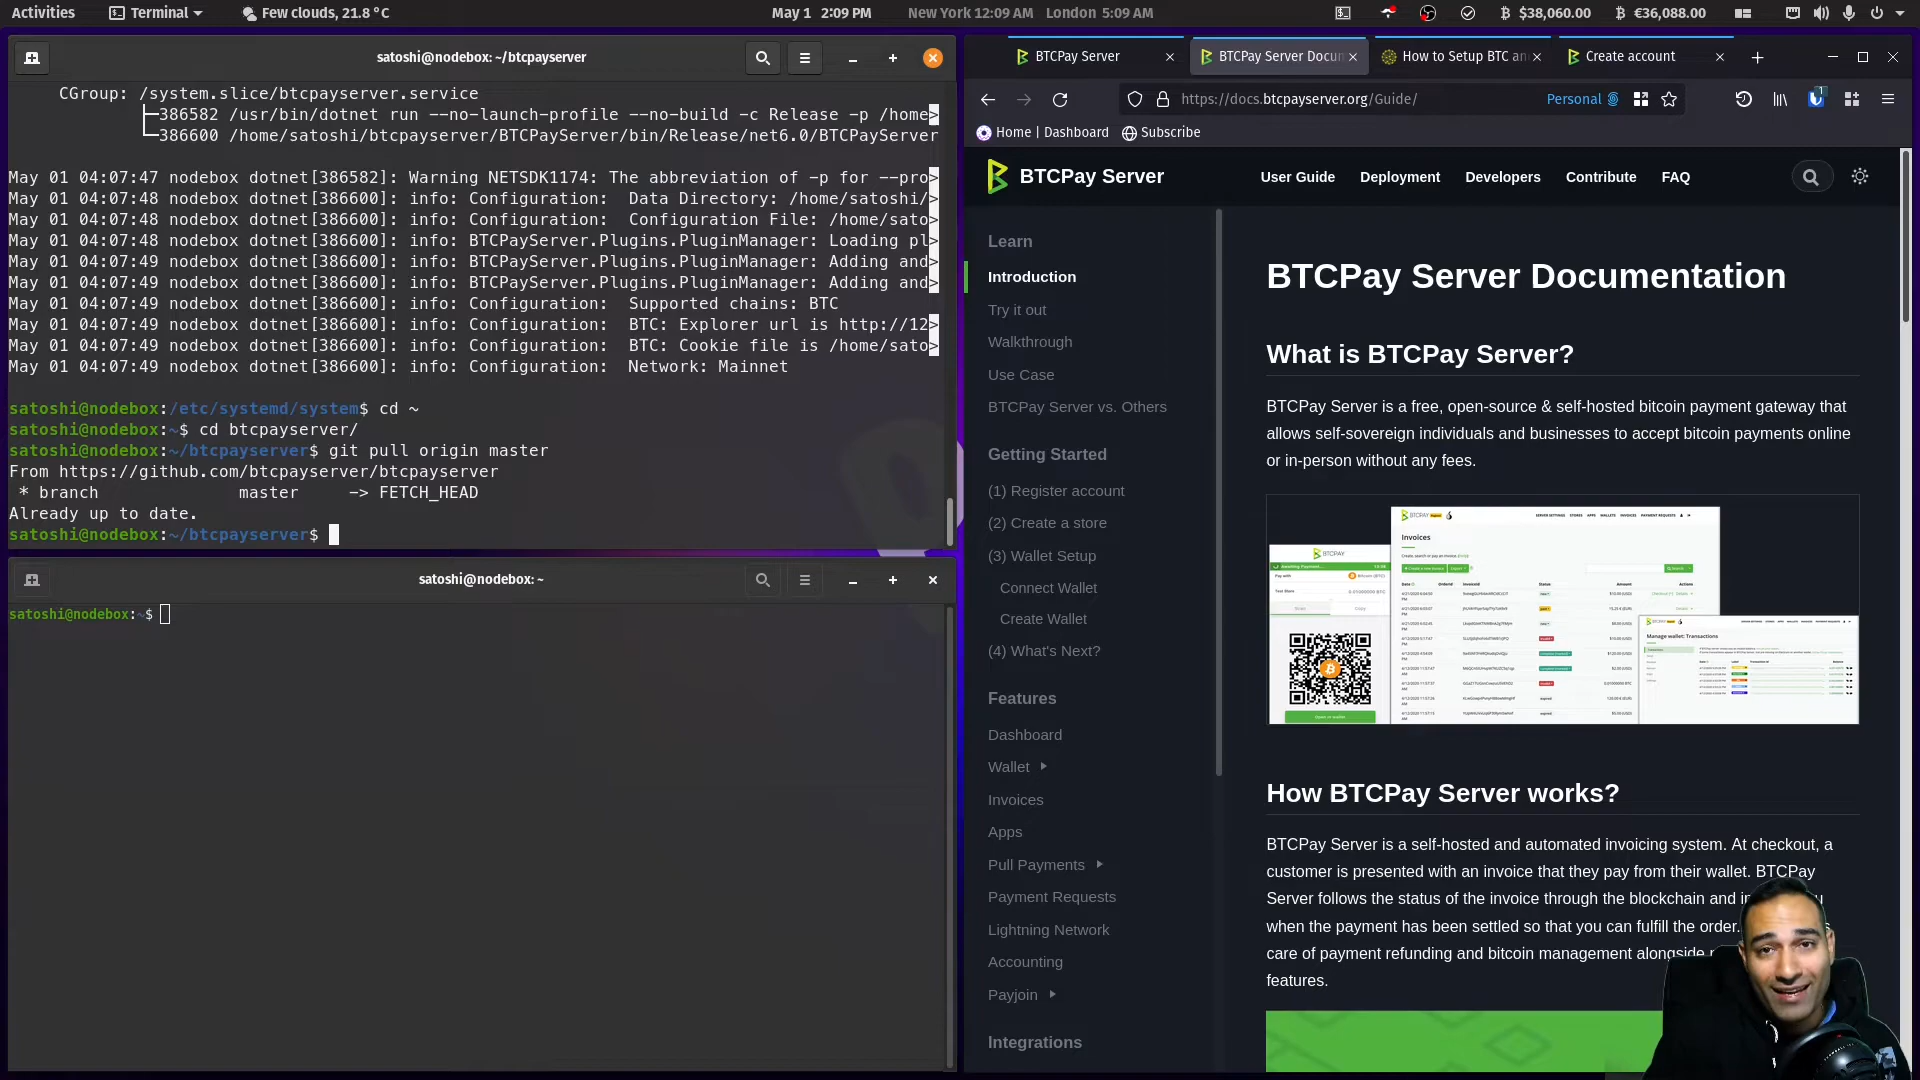 Activities
Terminal
Few clouds, 21.8 °C
May 1 2:09 PM
New York 12:09 AM London 5:09 AM
$38,060.00
€36,088.00
satoshi@nodebox: ~/btcpayserver
CGroup: /system.slice/btcpayserver.service
├─386582 /usr/bin/dotnet run --no-launch-profile --no-build -c Release -p /home>
└─386600 /home/satoshi/btcpayserver/BTCPayServer/bin/Release/net6.0/BTCPayServer
May 01 04:07:47 nodebox dotnet[386582]: Warning NETSDK1174: The abbreviation of -p for --pro>
May 01 04:07:48 nodebox dotnet[386600]: info: Configuration:  Data Directory: /home/satoshi/>
May 01 04:07:48 nodebox dotnet[386600]: info: Configuration:  Configuration File: /home/sato>
May 01 04:07:48 nodebox dotnet[386600]: info: BTCPayServer.Plugins.PluginManager: Loading pl>
May 01 04:07:49 nodebox dotnet[386600]: info: BTCPayServer.Plugins.PluginManager: Adding and>
May 01 04:07:49 nodebox dotnet[386600]: info: BTCPayServer.Plugins.PluginManager: Adding and>
May 01 04:07:49 nodebox dotnet[386600]: info: Configuration:  Supported chains: BTC
May 01 04:07:49 nodebox dotnet[386600]: info: Configuration:  BTC: Explorer url is http://12>
May 01 04:07:49 nodebox dotnet[386600]: info: Configuration:  BTC: Cookie file is /home/sato>
May 01 04:07:49 nodebox dotnet[386600]: info: Configuration:  Network: Mainnet
satoshi@nodebox:/etc/systemd/system$ cd ~
satoshi@nodebox:~$ cd btcpayserver/
satoshi@nodebox:~/btcpayserver$ git pull origin master
From https://github.com/btcpayserver/btcpayserver
* branch            master     -> FETCH_HEAD
Already up to date.
satoshi@nodebox:~/btcpayserver$
satoshi@nodebox: ~
satoshi@nodebox:~$
BTCPay Server
BTCPay Server Docum
How to Setup BTC an
Create account
https://docs.btcpayserver.org/Guide/
Personal
1
Home | Dashboard
Subscribe
BTCPay Server
User Guide
Deployment
Developers
Contribute
FAQ
Learn
Introduction
Try it out
Walkthrough
Use Case
BTCPay Server vs. Others
Getting Started
(1) Register account
(2) Create a store
(3) Wallet Setup
Connect Wallet
Create Wallet
(4) What's Next?
Features
Dashboard
Wallet
Invoices
Apps
Pull Payments
Payment Requests
Lightning Network
Accounting
Payjoin
Integrations
BTCPay Server Documentation
What is BTCPay Server?
BTCPay Server is a free, open-source & self-hosted bitcoin payment gateway that
allows self-sovereign individuals and businesses to accept bitcoin payments online
or in-person without any fees.
BTCPAY
Invoices
Manage wallet: Transactions
How BTCPay Server works?
BTCPay Server is a self-hosted and automated invoicing system. At checkout, a
customer is presented with an invoice that they pay from their wallet. BTCPay
Server follows the status of the invoice through the blockchain and
when the payment has been settled so that you can fulfill the order.
care of payment refunding and bitcoin management alongside
features.